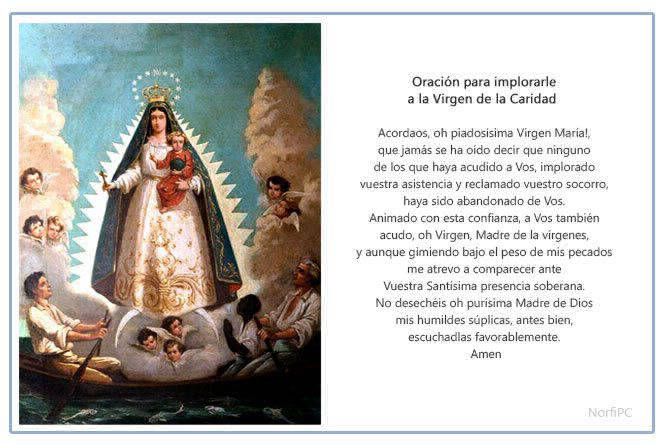 Oración para implorarle
a la Virgen de la Caridad
Acordaos, oh piadosisima Virgen María!,
que jamás se ha oido decir que ninguno
de los que haya acudido a Vos, implorado
vuestra asistencia y reclamado vuestro socorro,
haya sido abandonado de Vos.
Animado con esta confianza, a Vos también
acudo, oh Virgen, Madre de la vírgenes,
y aunque gimiendo bajo el peso de mis pecados
me atrevo a comparecer ante
Vuestra Santísima presencia soberana.
No desechéis oh purísima Madre de Dios
mis humildes súplicas, antes bien,
escuchadlas favorablemente.
Amen
NorfiPC